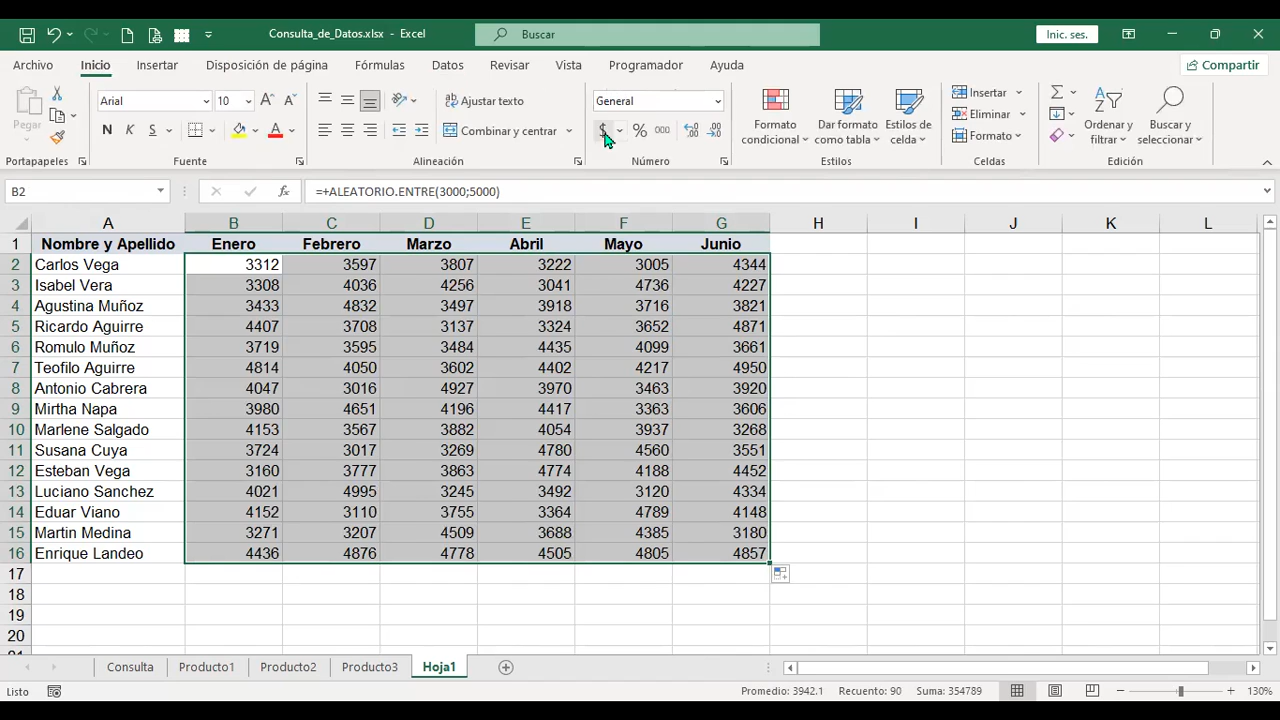 Consulta_de_Datos.xlsx - Excel
Buscar
Inic. ses.
Archivo Inicio Insertar Disposición de página Fórmulas Datos Revisar Vista Programador Ayuda Compartir
Pegar
Arial 10
N K S
Ajustar texto
Combinar y centrar
General
$ % 000
Formato condicional
Dar formato como tabla
Estilos de celda
Insertar
Eliminar
Formato
Ordenar y filtrar
Buscar y seleccionar
Portapapeles Fuente Alineación Número Estilos Celdas Edición
B2 fx =+ALEATORIO.ENTRE(3000;5000)
A B C D E F G H I J K L
1 Nombre y Apellido Enero Febrero Marzo Abril Mayo Junio
2 Carlos Vega 3312 3597 3807 3222 3005 4344
3 Isabel Vera 3308 4036 4256 3041 4736 4227
4 Agustina Muñoz 3433 4832 3497 3918 3716 3821
5 Ricardo Aguirre 4407 3708 3137 3324 3652 4871
6 Romulo Muñoz 3719 3595 3484 4435 4099 3661
7 Teofilo Aguirre 4814 4050 3602 4402 4217 4950
8 Antonio Cabrera 4047 3016 4927 3970 3463 3920
9 Mirtha Napa 3980 4651 4196 4417 3363 3606
10 Marlene Salgado 4153 3567 3882 4054 3937 3268
11 Susana Cuya 3724 3017 3269 4780 4560 3551
12 Esteban Vega 3160 3777 3863 4774 4188 4452
13 Luciano Sanchez 4021 4995 3245 3492 3120 4334
14 Eduar Viano 4152 3110 3755 3364 4789 4148
15 Martin Medina 3271 3207 4509 3688 4385 3180
16 Enrique Landeo 4436 4876 4778 4505 4805 4857
17
18
19
20
Consulta Producto1 Producto2 Producto3 Hoja1
Listo Promedio: 3942.1 Recuento: 90 Suma: 354789 130%